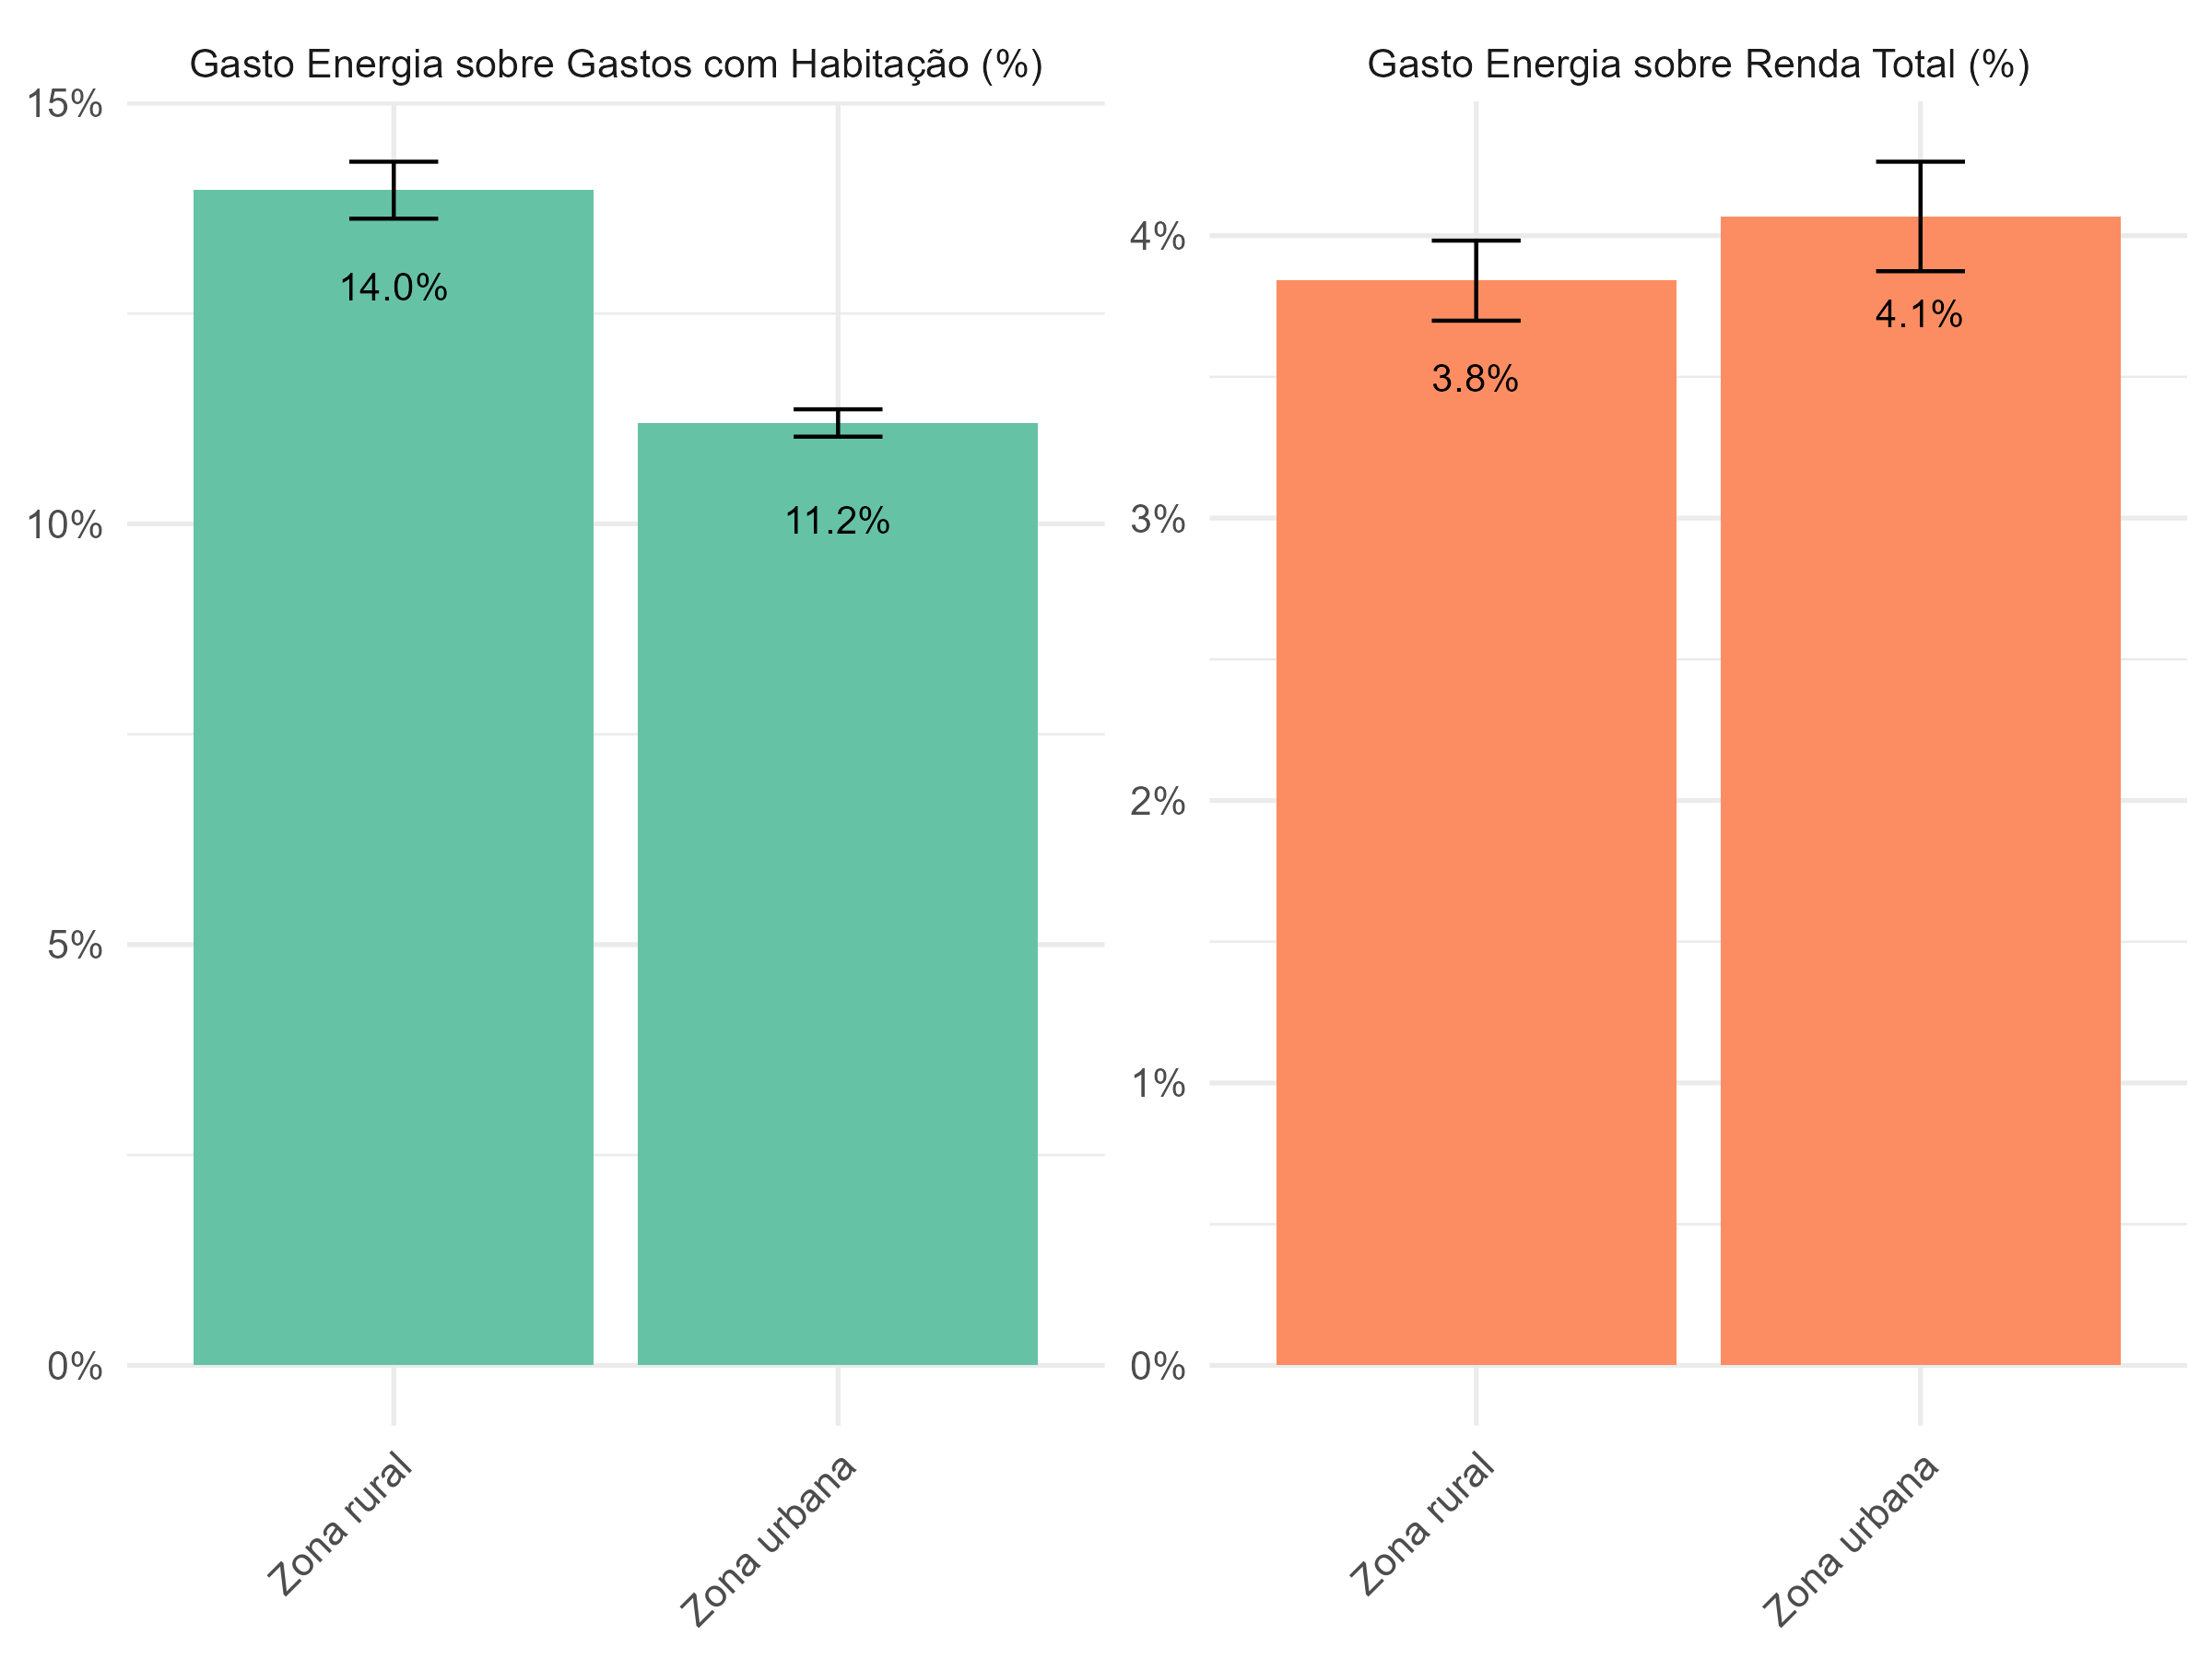 Gasto Energia sobre Gastos com Habitação (%)
15%
10%
5%
0%
14.0%
11.2%
Zona rural
Zona urbana
Gasto Energia sobre Renda Total (%)
4%
3%
2%
1%
0%
3.8%
4.1%
Zona rural
Zona urbana